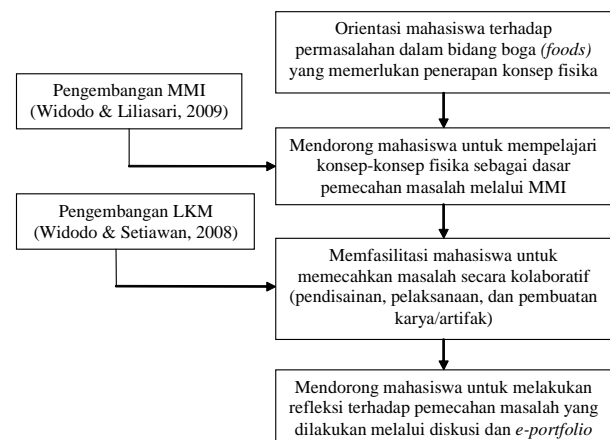 Orientasi mahasiswa terhadap
permasalahan dalam bidang boga (foods)
yang memerlukan penerapan konsep fisika
Pengembangan MMI
(Widodo & Liliasari, 2009)
Mendorong mahasiswa untuk mempelajari
konsep-konsep fisika sebagai dasar
pemecahan masalah melalui MMI
Pengembangan LKM
(Widodo & Setiawan, 2008)
Memfasilitasi mahasiswa untuk
memecahkan masalah secara kolaboratif
(pendisainan, pelaksanaan, dan pembuatan
karya/artifak)
Mendorong mahasiswa untuk melakukan
refleksi terhadap pemecahan masalah yang
dilakukan melalui diskusi dan e-portfolio